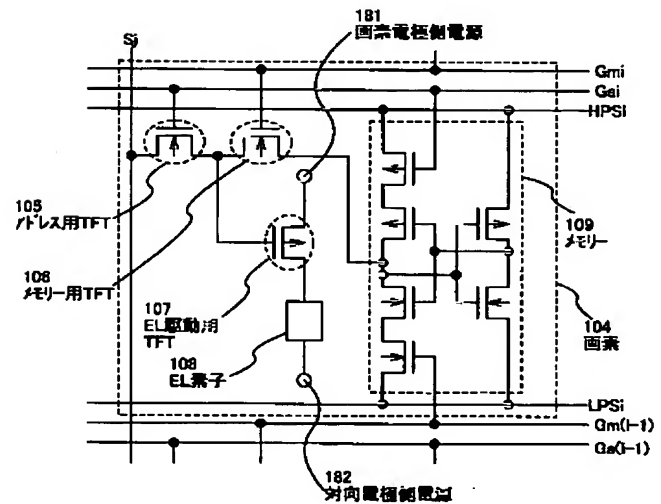 Sj
181
画素電極側電源
Gmi
Gai
HPSi
105
アドレス用TFT
106
メモリー用TFT
107
EL駆動用
TFT
108
EL素子
109
メモリー
104
画素
LPSi
Gm(i-1)
Ga(i-1)
182
対向電極側電源